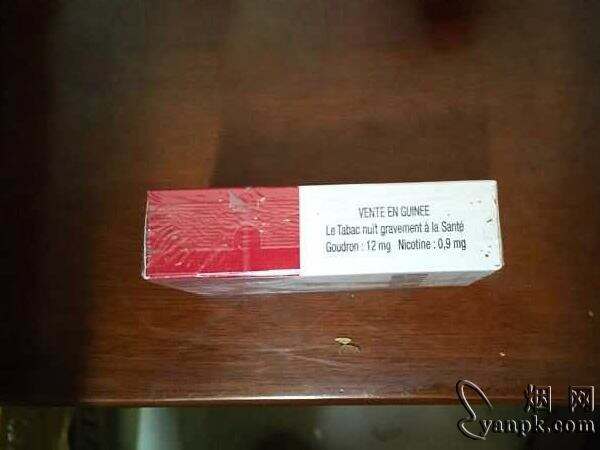 VENTE EN GUINEE
Le Tabac nuit gravement à la Santé
Goudron : 12 mg Nicotine : 0,9 mg
烟 网
yanpk.com